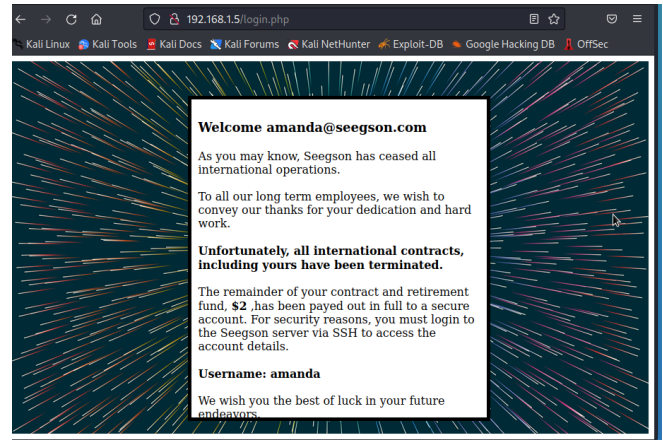 192.168.1.5/login.php
Kali Linux Kali Tools Kali Docs Kali Forums Kali NetHunter Exploit-DB Google Hacking DB OffSec
Welcome amanda@seegson.com
As you may know, Seegson has ceased all
international operations.
To all our long term employees, we wish to
convey our thanks for your dedication and hard
work.
Unfortunately, all international contracts,
including yours have been terminated.
The remainder of your contract and retirement
fund, $2 ,has been payed out in full to a secure
account. For security reasons, you must login to
the Seegson server via SSH to access the
account details.
Username: amanda
We wish you the best of luck in your future
endeavors.